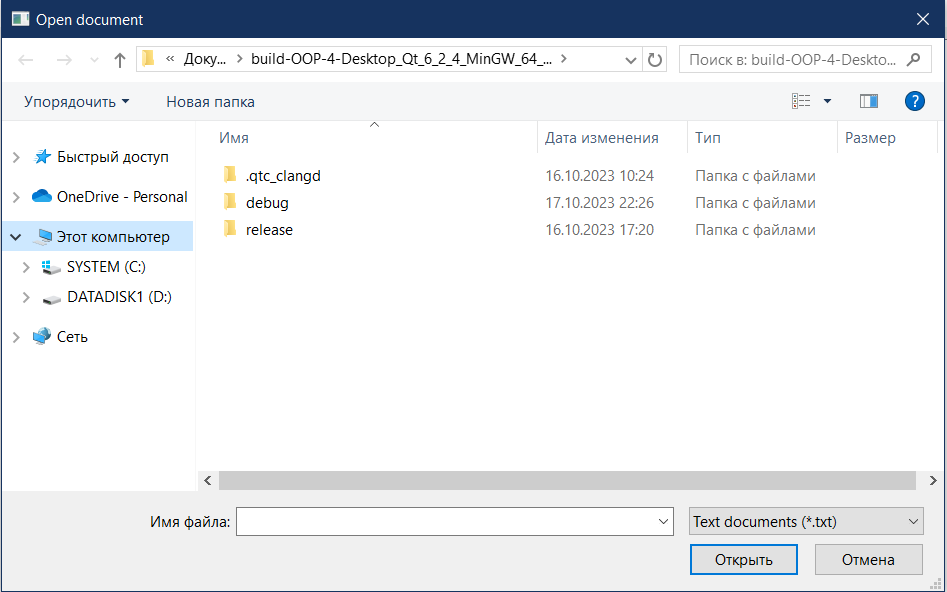 Open document
« Доку... > build-OOP-4-Desktop_Qt_6_2_4_MinGW_64_... >
Поиск в: build-OOP-4-Deskto...
Упорядочить
Новая папка
?
Имя
Дата изменения
Тип
Размер
Быстрый доступ
OneDrive - Personal
Этот компьютер
SYSTEM (C:)
DATADISK1 (D:)
Сеть
.qtc_clangd 16.10.2023 10:24 Папка с файлами
debug 17.10.2023 22:26 Папка с файлами
release 16.10.2023 17:20 Папка с файлами
Имя файла:
Text documents (*.txt)
Открыть
Отмена